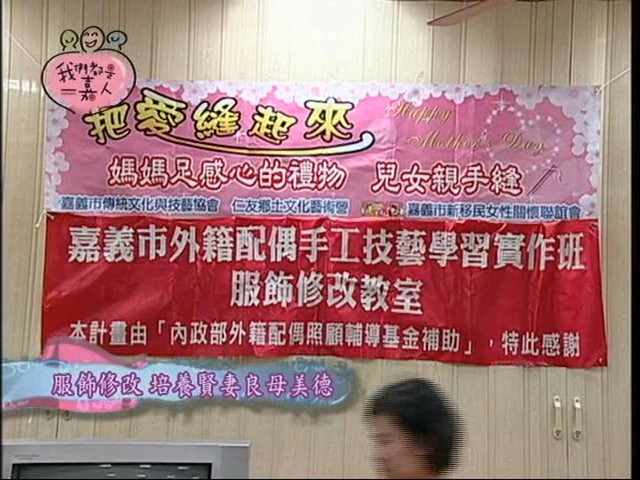 我們都是
一嘉人
把愛縫起來
Happy
Mother's Day
媽媽足感心的禮物 兒女親手縫
嘉義市傳統文化與技藝協會 仁友鄉土文化藝術營 嘉義市新移民女性關懷聯誼會
嘉義市外籍配偶手工技藝學習實作班
服飾修改教室
本計畫由「內政部外籍配偶照顧輔導基金補助」，特此感謝
服飾修改 培養賢妻良母美德